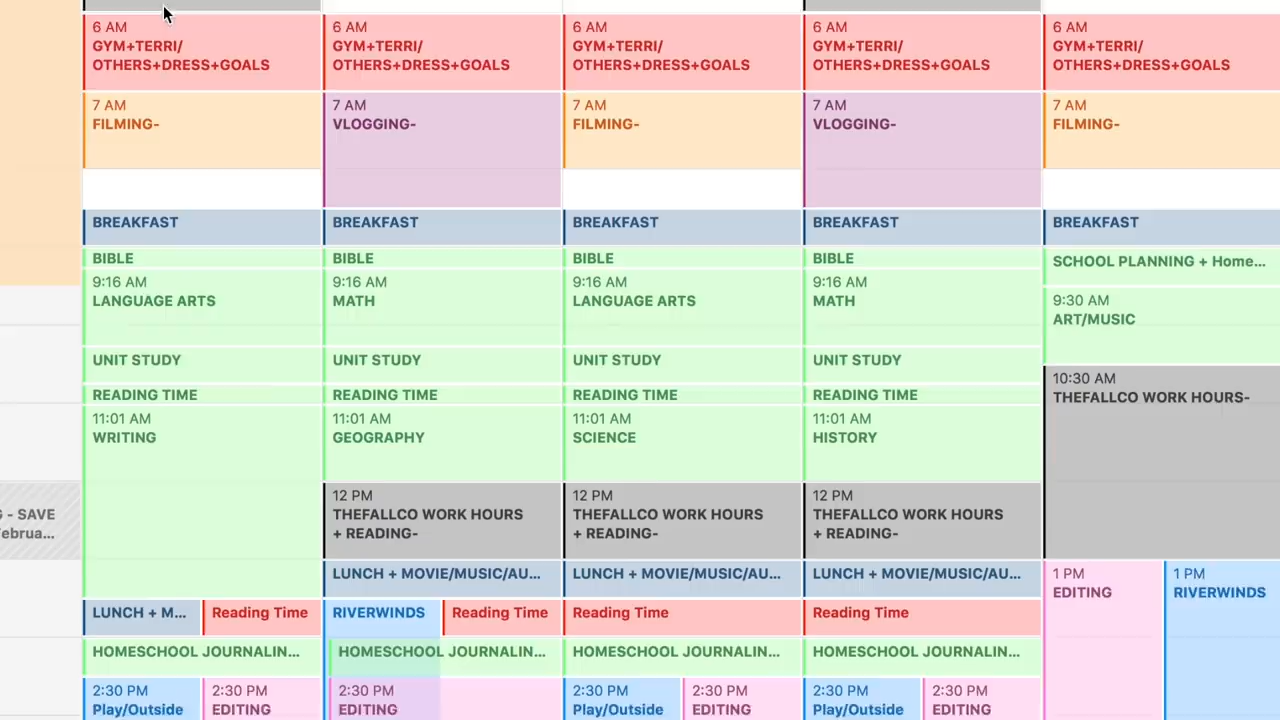 6 AM
GYM+TERRI/
OTHERS+DRESS+GOALS
6 AM
GYM+TERRI/
OTHERS+DRESS+GOALS
6 AM
GYM+TERRI/
OTHERS+DRESS+GOALS
6 AM
GYM+TERRI/
OTHERS+DRESS+GOALS
6 AM
GYM+TERRI/
OTHERS+DRESS+GOALS
7 AM
FILMING-
7 AM
VLOGGING-
7 AM
FILMING-
7 AM
VLOGGING-
7 AM
FILMING-
BREAKFAST
BREAKFAST
BREAKFAST
BREAKFAST
BREAKFAST
BIBLE
BIBLE
BIBLE
BIBLE
SCHOOL PLANNING + Home...
9:16 AM
LANGUAGE ARTS
9:16 AM
MATH
9:16 AM
LANGUAGE ARTS
9:16 AM
MATH
9:30 AM
ART/MUSIC
UNIT STUDY
UNIT STUDY
UNIT STUDY
UNIT STUDY
10:30 AM
THEFALLCO WORK HOURS-
READING TIME
READING TIME
READING TIME
READING TIME
11:01 AM
WRITING
11:01 AM
GEOGRAPHY
11:01 AM
SCIENCE
11:01 AM
HISTORY
- SAVE
ebrua...
12 PM
THEFALLCO WORK HOURS
+ READING-
12 PM
THEFALLCO WORK HOURS
+ READING-
12 PM
THEFALLCO WORK HOURS
+ READING-
LUNCH + MOVIE/MUSIC/AU...
LUNCH + MOVIE/MUSIC/AU...
LUNCH + MOVIE/MUSIC/AU...
1 PM
EDITING
1 PM
RIVERWINDS
LUNCH + M...
Reading Time
RIVERWINDS
Reading Time
Reading Time
Reading Time
HOMESCHOOL JOURNALIN...
HOMESCHOOL JOURNALIN...
HOMESCHOOL JOURNALIN...
HOMESCHOOL JOURNALIN...
2:30 PM
Play/Outside
2:30 PM
EDITING
2:30 PM
EDITING
2:30 PM
Play/Outside
2:30 PM
EDITING
2:30 PM
Play/Outside
2:30 PM
EDITING